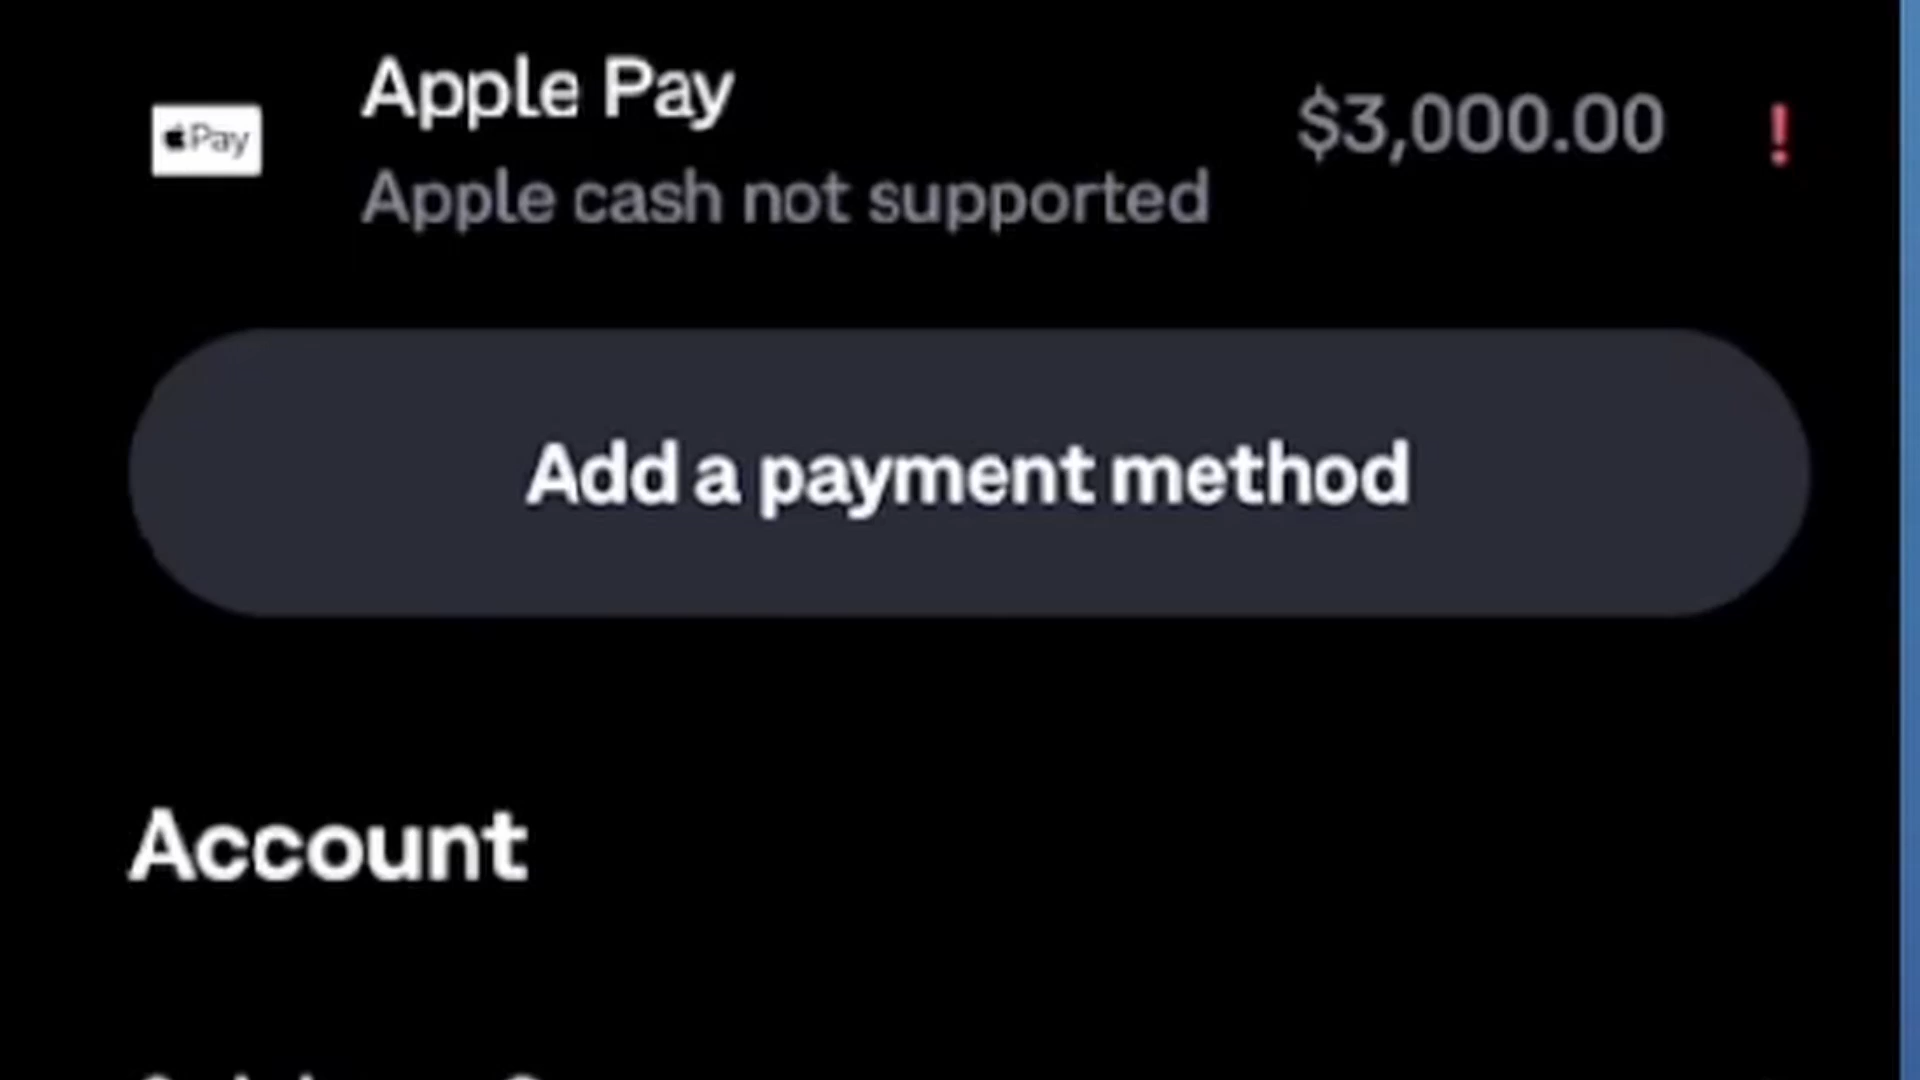 Apple Pay
Pay
$3,000.00 !
Apple cash not supported
Add a payment method
Account